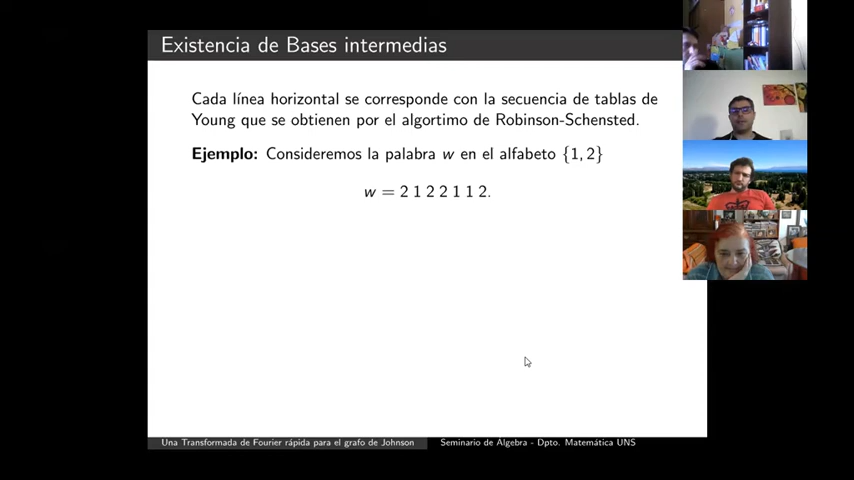 Existencia de Bases intermedias
Cada línea horizontal se corresponde con la secuencia de tablas de
Young que se obtienen por el algortimo de Robinson-Schensted.
Ejemplo: Consideremos la palabra w en el alfabeto {1, 2}
w = 2 1 2 2 1 1 2.
Una Transformada de Fourier rápida para el grafo de Johnson
Seminario de Álgebra - Dpto. Matemática UNS